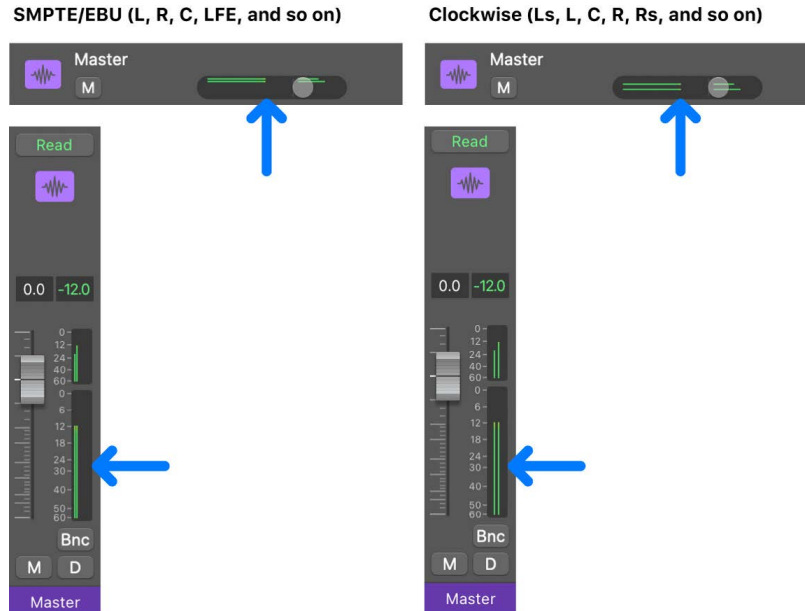 SMPTE/EBU (L, R, C, LFE, and so on)
Master
M
Read
0.0 -12.0
0
12
24
40
60
0
6
12
18
24
30
40
50
60
Bnc
M D
Master
Clockwise (Ls, L, C, R, Rs, and so on)
Master
M
Read
0.0 -12.0
0
12
24
40
60
0
6
12
18
24
30
40
50
60
Bnc
M D
Master